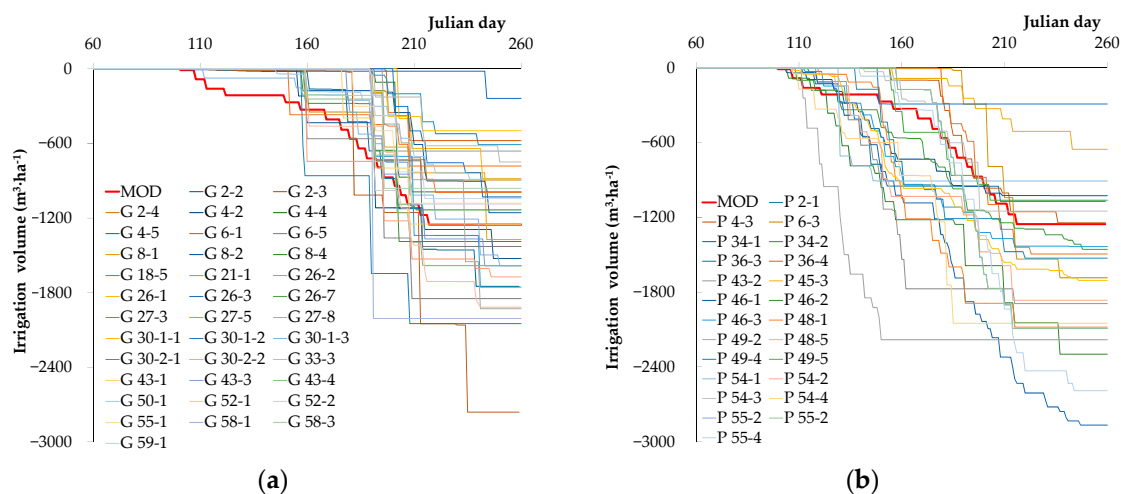 Julian day
60 110 160 210 260
0
−600
−1200
−1800
−2400
−3000
Irrigation volume (m³·ha⁻¹)
MOD G 2-2 G 2-3
G 2-4 G 4-2 G 4-4
G 4-5 G 6-1 G 6-5
G 8-1 G 8-2 G 8-4
G 18-5 G 21-1 G 26-2
G 26-1 G 26-3 G 26-7
G 27-3 G 27-5 G 27-8
G 30-1-1 G 30-1-2 G 30-1-3
G 30-2-1 G 30-2-2 G 33-3
G 43-1 G 43-3 G 43-4
G 50-1 G 52-1 G 52-2
G 55-1 G 58-1 G 58-3
G 59-1
(a)
Julian day
60 110 160 210 260
0
−600
−1200
−1800
−2400
−3000
Irrigation volume (m³·ha⁻¹)
MOD P 2-1
P 4-3 P 6-3
P 34-1 P 34-2
P 36-3 P 36-4
P 43-2 P 45-3
P 46-1 P 46-2
P 46-3 P 48-1
P 49-2 P 48-5
P 49-4 P 49-5
P 54-1 P 54-2
P 54-3 P 54-4
P 55-2 P 55-2
P 55-4
(b)